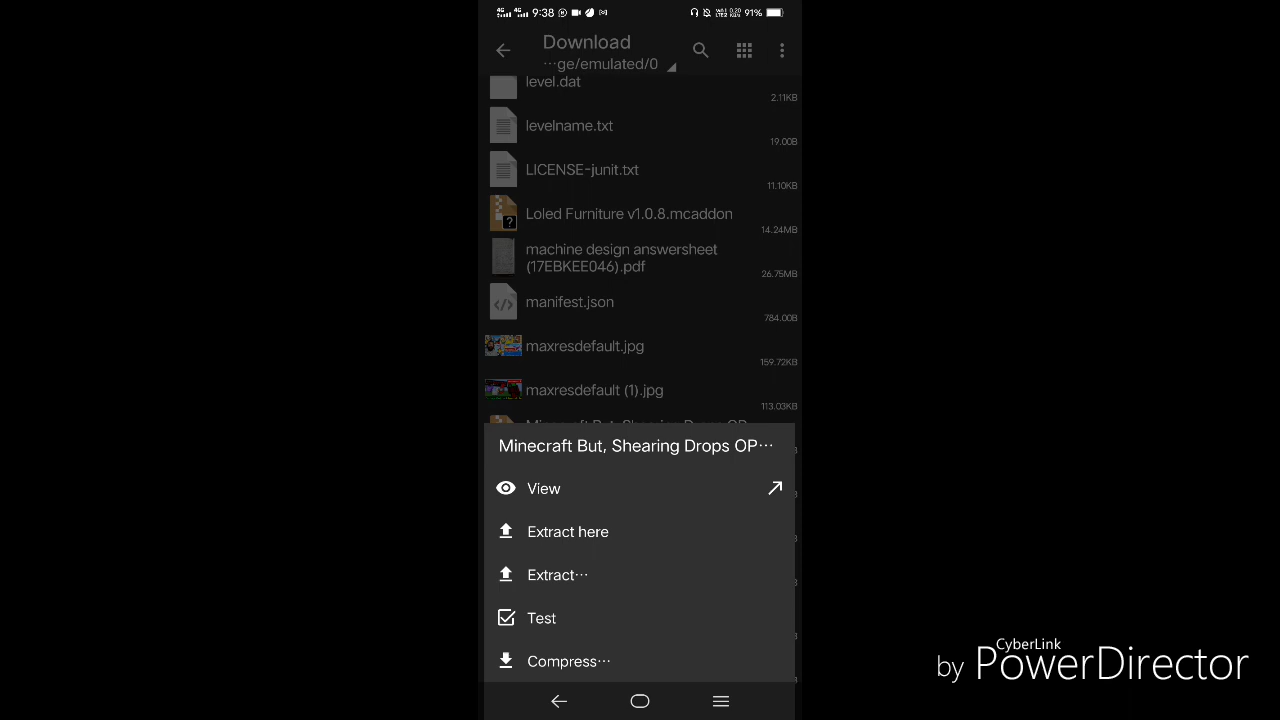 9:38
91%
Download
···ge/emulated/0
level.dat
2.11KB
levelname.txt
19.00B
LICENSE-junit.txt
11.10KB
Loled Furniture v1.0.8.mcaddon
14.24MB
machine design answersheet
(17EBKEE046).pdf
26.75MB
manifest.json
784.00B
maxresdefault.jpg
159.72KB
maxresdefault (1).jpg
113.03KB
Minecraft But, Shearing Drops OP···
View
Extract here
Extract···
Test
Compress···
CyberLink
by PowerDirector